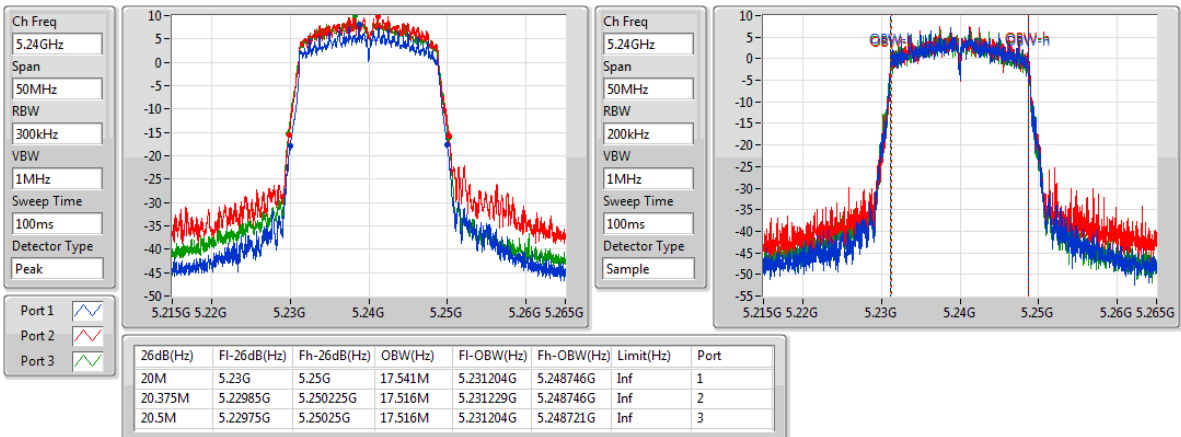 Ch Freq
5.24GHz
Span
50MHz
RBW
300kHz
VBW
1MHz
Sweep Time
100ms
Detector Type
Peak
10
5
0
-5
-10
-15
-20
-25
-30
-35
-40
-45
-50
5.215G 5.22G 5.23G 5.24G 5.25G 5.26G 5.265G
Port 1
Port 2
Port 3
Ch Freq
5.24GHz
Span
50MHz
RBW
200kHz
VBW
1MHz
Sweep Time
100ms
Detector Type
Sample
10
5
0
-5
-10
-15
-20
-25
-30
-35
-40
-45
-50
-55
OBW-l OBW-h
5.215G 5.22G 5.23G 5.24G 5.25G 5.26G 5.265G
26dB(Hz) Fl-26dB(Hz) Fh-26dB(Hz) OBW(Hz) Fl-OBW(Hz) Fh-OBW(Hz) Limit(Hz) Port
20M 5.23G 5.25G 17.541M 5.231204G 5.248746G Inf 1
20.375M 5.22985G 5.250225G 17.516M 5.231229G 5.248746G Inf 2
20.5M 5.22975G 5.25025G 17.516M 5.231204G 5.248721G Inf 3